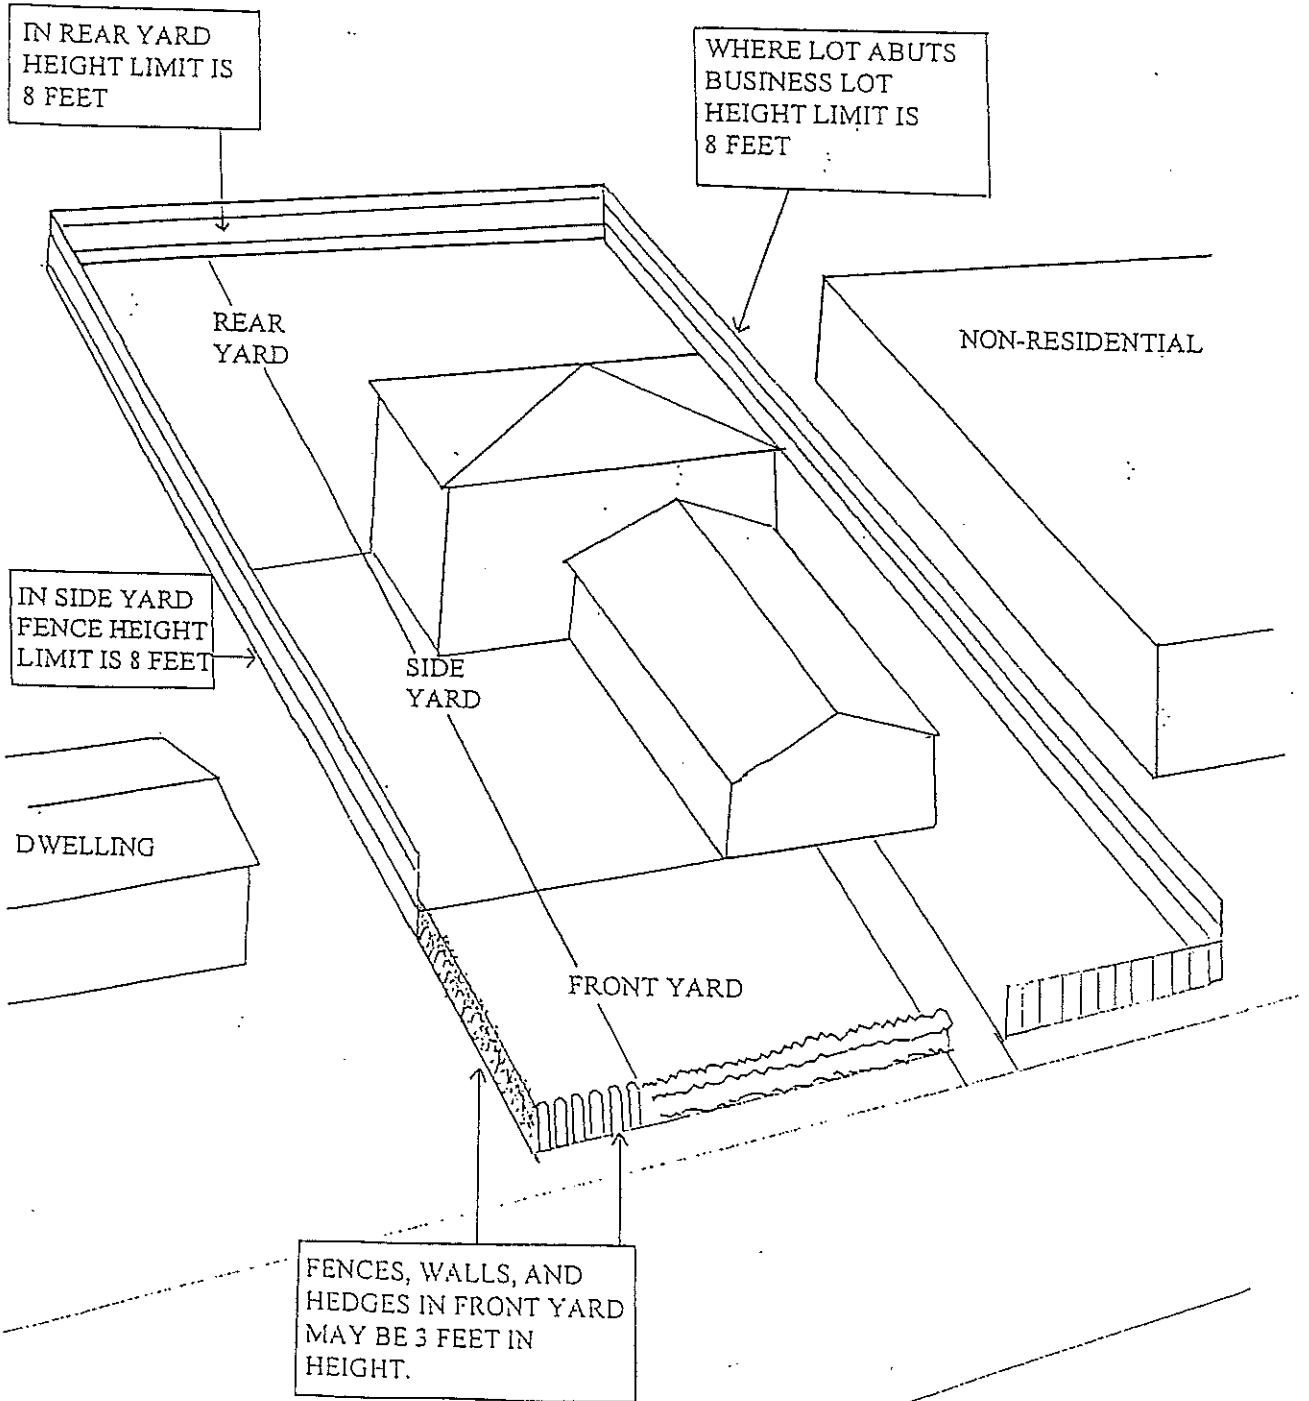 IN REAR YARD
HEIGHT LIMIT IS
8 FEET
WHERE LOT ABUTS
BUSINESS LOT
HEIGHT LIMIT IS
8 FEET
REAR
YARD
NON-RESIDENTIAL
IN SIDE YARD
FENCE HEIGHT
LIMIT IS 8 FEET
SIDE
YARD
DWELLING
FRONT YARD
FENCES, WALLS, AND
HEDGES IN FRONT YARD
MAY BE 3 FEET IN
HEIGHT.